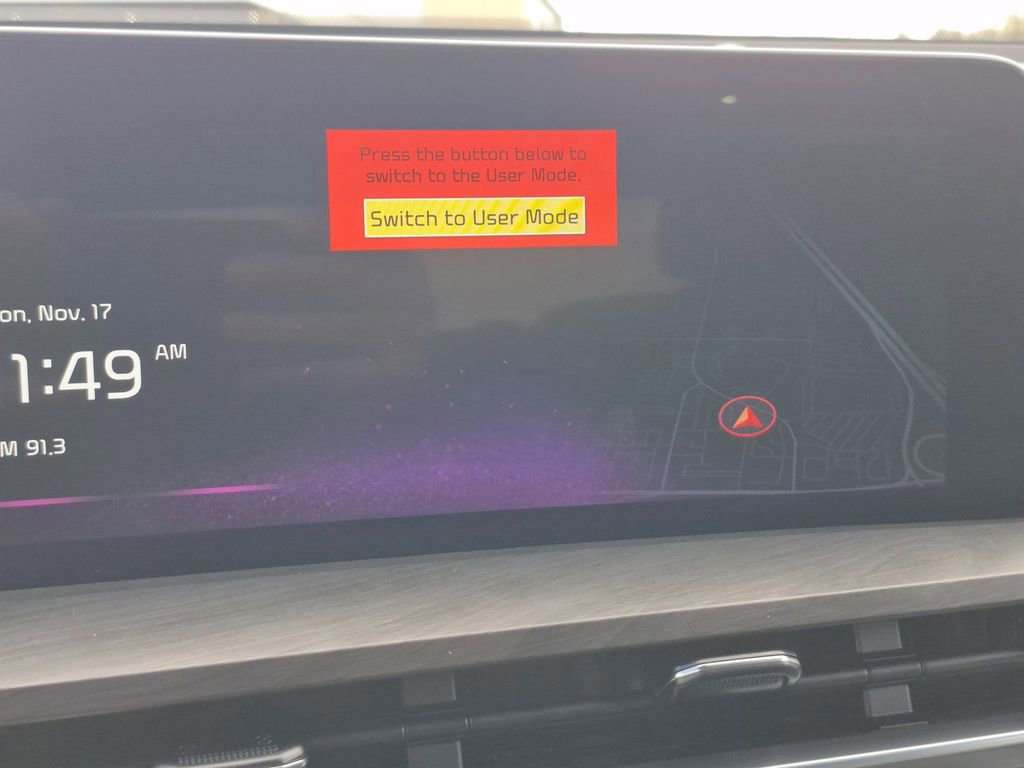 Press the button below to
switch to the User Mode.
Switch to User Mode
on, Nov. 17
1:49 AM
M 91.3